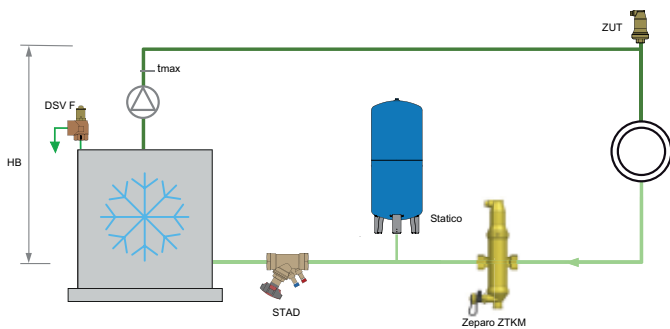 ZUT
tmax
DSV F
HB
Statico
STAD
Zeparo ZTKM